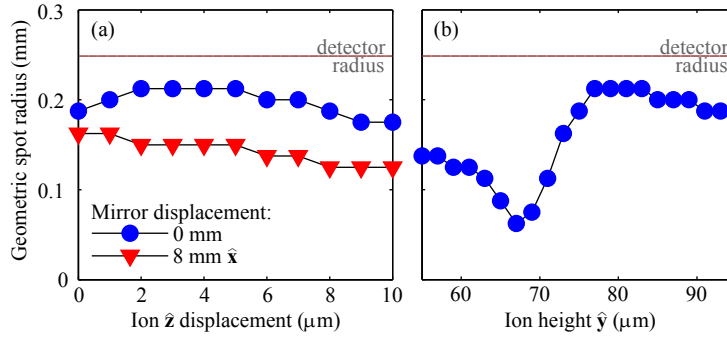 (a)
detector
radius
(b)
detector
radius
Geometric spot radius (mm)
0.3
0.2
0.1
0
Mirror displacement:
0 mm
8 mm x̂
0
2
4
6
8
10
60
70
80
90
Ion ẑ displacement (μm)
Ion height ŷ (μm)